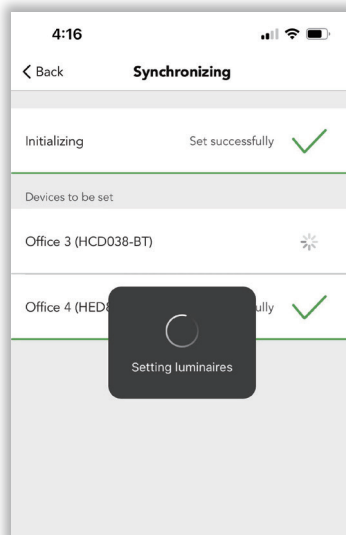 4:16
Back Synchronizing
Initializing Set successfully
Devices to be set
Office 3 (HCD038-BT)
Office 4 (HED
Setting luminaires